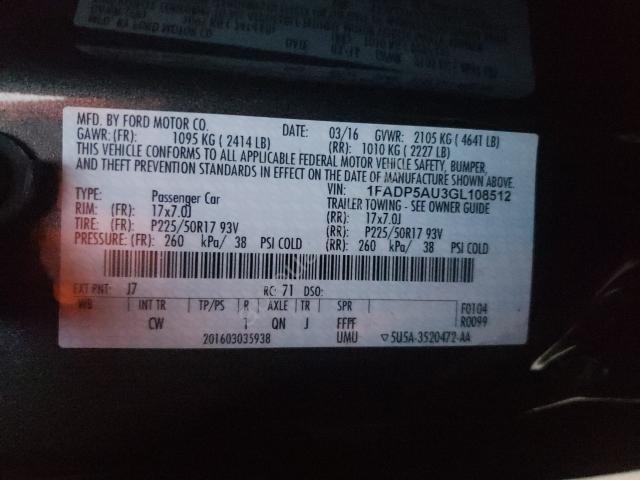 MFD. BY FORD MOTOR CO.
DATE: 03/16 GVWR: 2105 KG ( 4641 LB)
GAWR: (FR): 1095 KG ( 2414 LB) (RR): 1010 KG ( 2227 LB)
THIS VEHICLE CONFORMS TO ALL APPLICABLE FEDERAL MOTOR VEHICLE SAFETY, BUMPER,
AND THEFT PREVENTION STANDARDS IN EFFECT ON THE DATE OF MANUFACTURE SHOWN ABOVE.
VIN: 1FADP5AU3GL108512
TYPE: Passenger Car TRAILER TOWING - SEE OWNER GUIDE
RIM: (FR): 17x7.0J (RR): 17x7.0J
TIRE: (FR): P225/50R17 93V (RR): P225/50R17 93V
PRESSURE: (FR): 260 kPa/ 38 PSI COLD (RR): 260 kPa/ 38 PSI COLD
EXT PNT: J7 RC: 71 DSO:
WB INT TR TP/PS R AXLE TR SPR F0104
CW 1 QN J FFPF R0099
201603035938 UMU ▽5U5A-3520472-AA